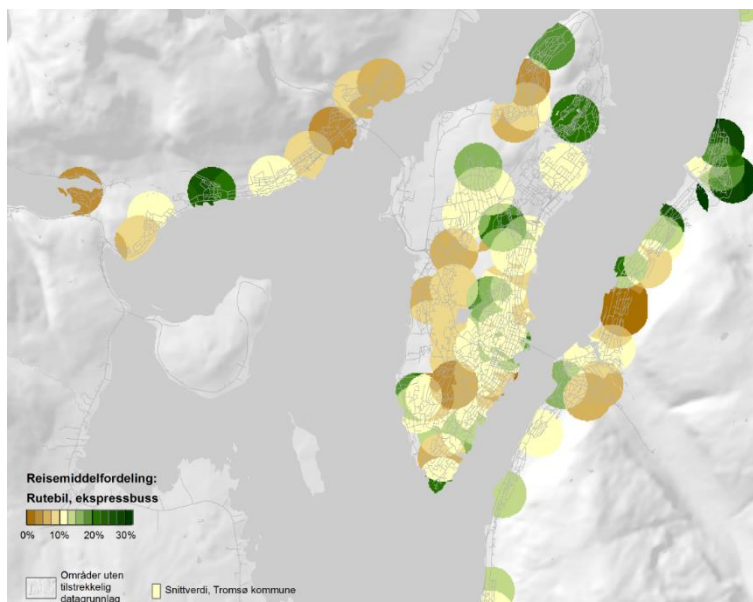 Reisemiddelfordeling:
Rutebil, ekspressbuss
0% 10% 20% 30%
Områder uten
tilstrekkelig
datagrunnlag
Snittverdi, Tromsø kommune